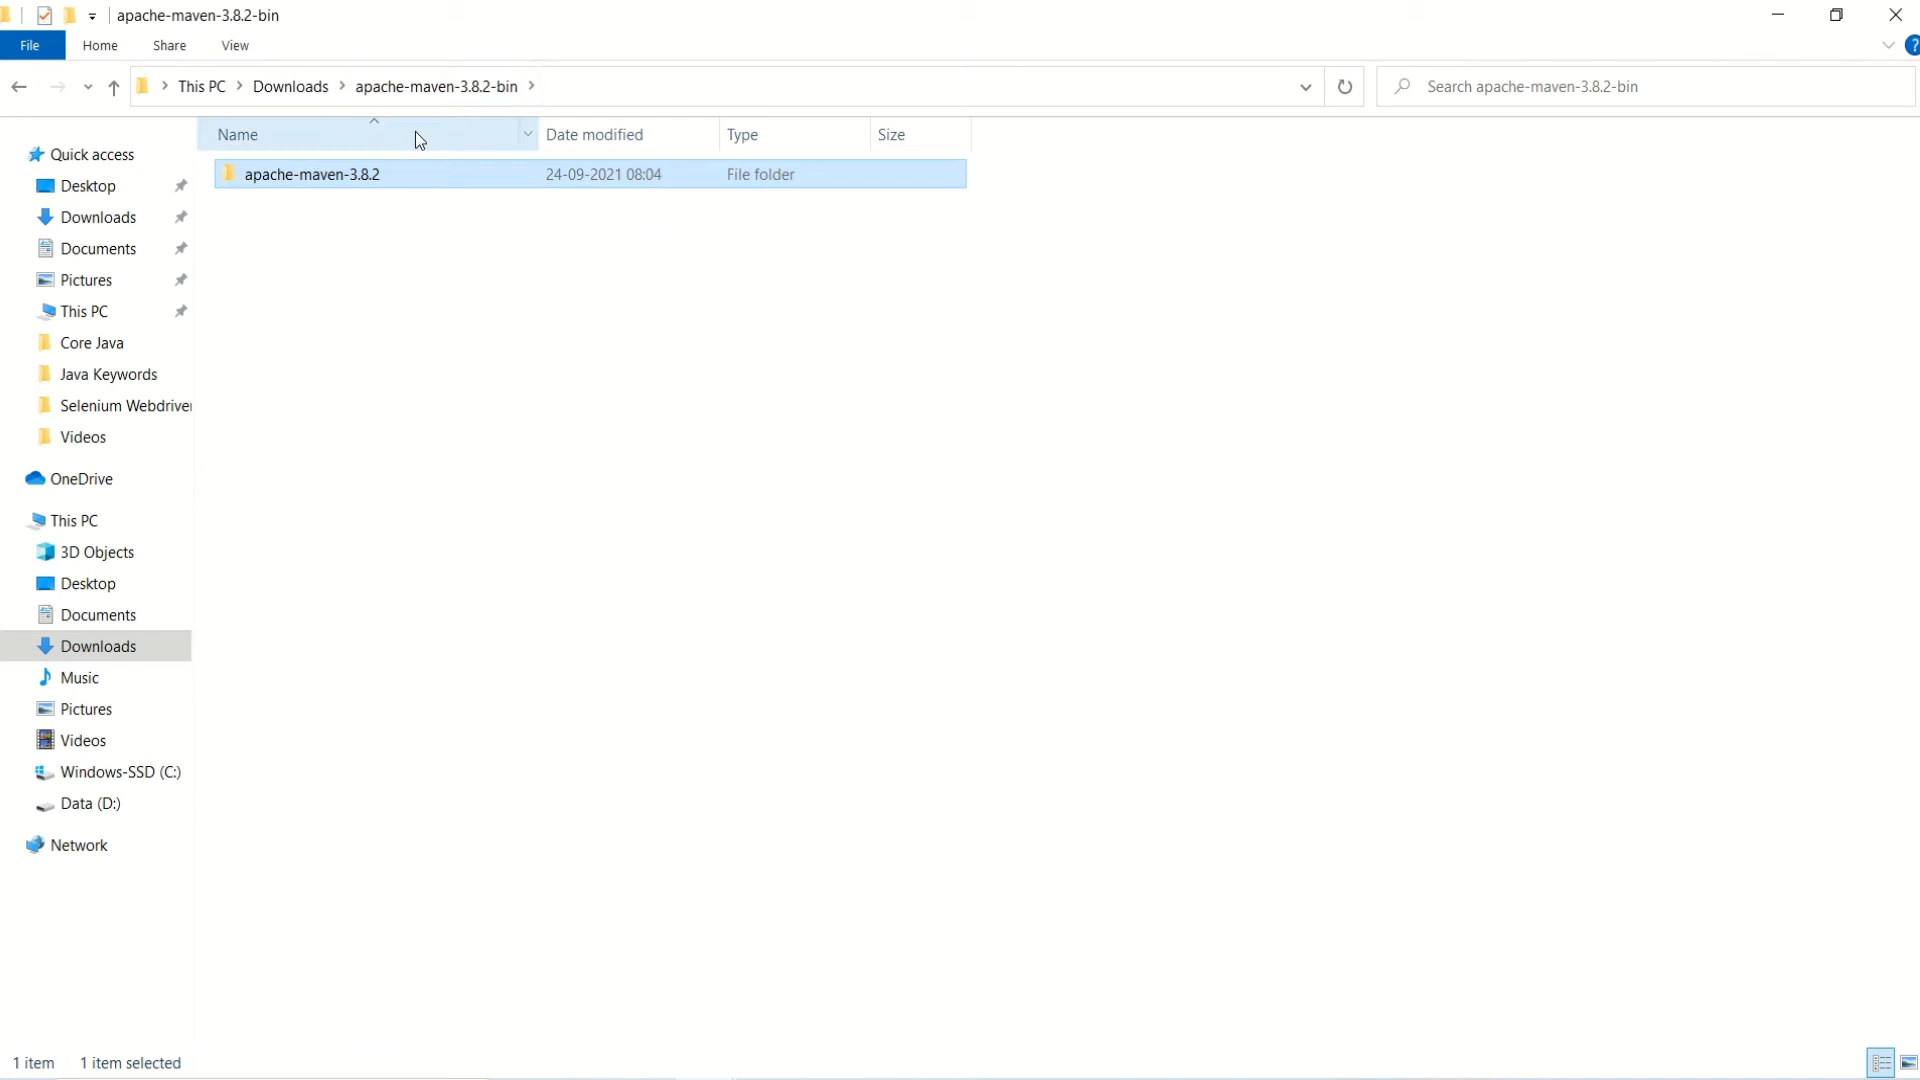 apache-maven-3.8.2-bin
File Home Share View
?
This PC Downloads apache-maven-3.8.2-bin
Search apache-maven-3.8.2-bin
Name Date modified Type Size
apache-maven-3.8.2 24-09-2021 08:04 File folder
Quick access
Desktop
Downloads
Documents
Pictures
This PC
Core Java
Java Keywords
Selenium Webdriver
Videos
OneDrive
This PC
3D Objects
Desktop
Documents
Downloads
Music
Pictures
Videos
Windows-SSD (C:)
Data (D:)
Network
1 item 1 item selected